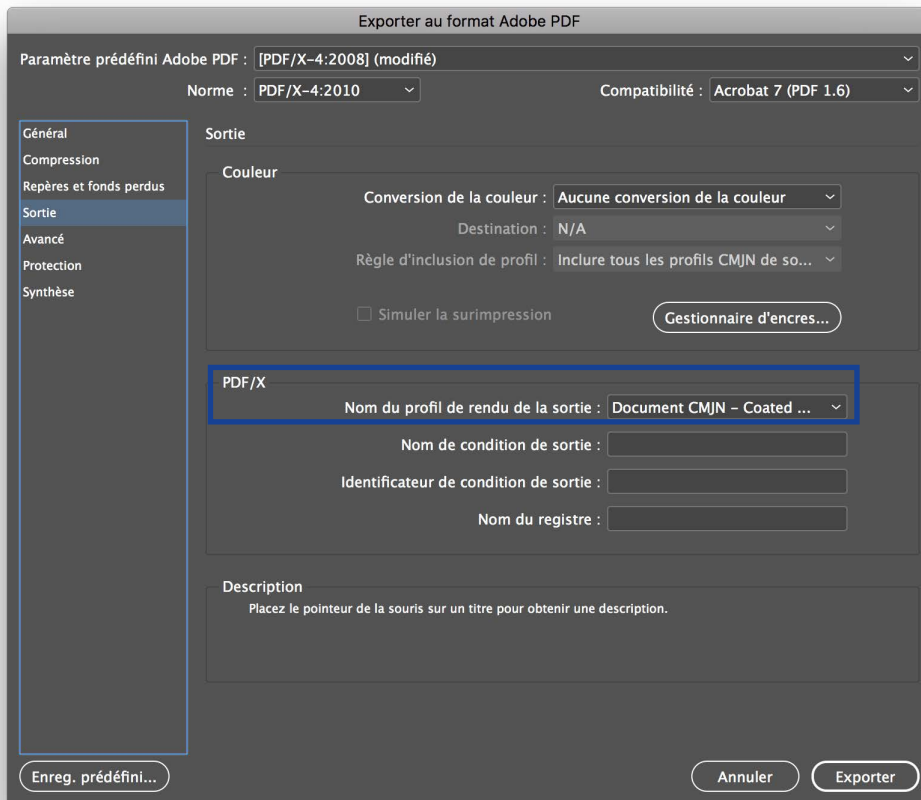 Exporter au format Adobe PDF
Paramètre prédéfini Adobe PDF : [PDF/X-4:2008] (modifié)
Norme : PDF/X-4:2010 Compatibilité : Acrobat 7 (PDF 1.6)
Général
Compression
Repères et fonds perdus
Sortie
Avancé
Protection
Synthèse
Sortie
Couleur
Conversion de la couleur : Aucune conversion de la couleur
Destination : N/A
Règle d'inclusion de profil : Inclure tous les profils CMJN de so...
Simuler la surimpression Gestionnaire d'encres...
PDF/X
Nom du profil de rendu de la sortie : Document CMJN – Coated ...
Nom de condition de sortie :
Identificateur de condition de sortie :
Nom du registre :
Description
Placez le pointeur de la souris sur un titre pour obtenir une description.
Enreg. prédéfini... Annuler Exporter